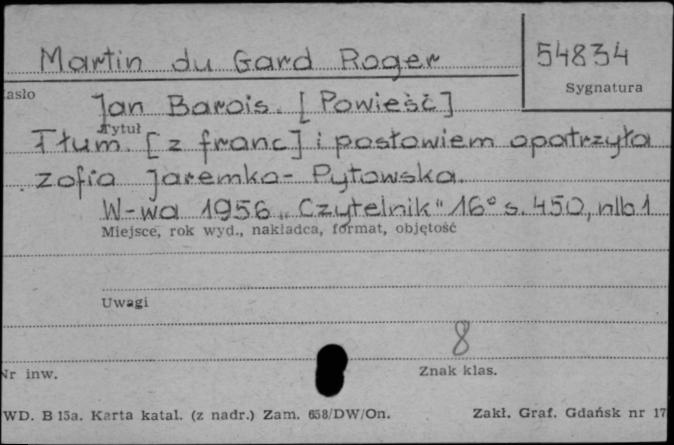 Martin du Gard Roger
54834
asło
Sygnatura
Jan Barois. [Powieść]
Tytuł
Tłum. [z franc] i posłowiem opatrzyła
Zofia Jaremko-Pytowska.
W-wa 1956 „Czytelnik" 16° s. 450, nlb 1
Miejsce, rok wyd., nakładca, format, objętość
Uwagi
8
Nr inw.
Znak klas.
WD. B 15a. Karta katal. (z nadr.) Zam. 658/DW/On.
Zakł. Graf. Gdańsk nr 17